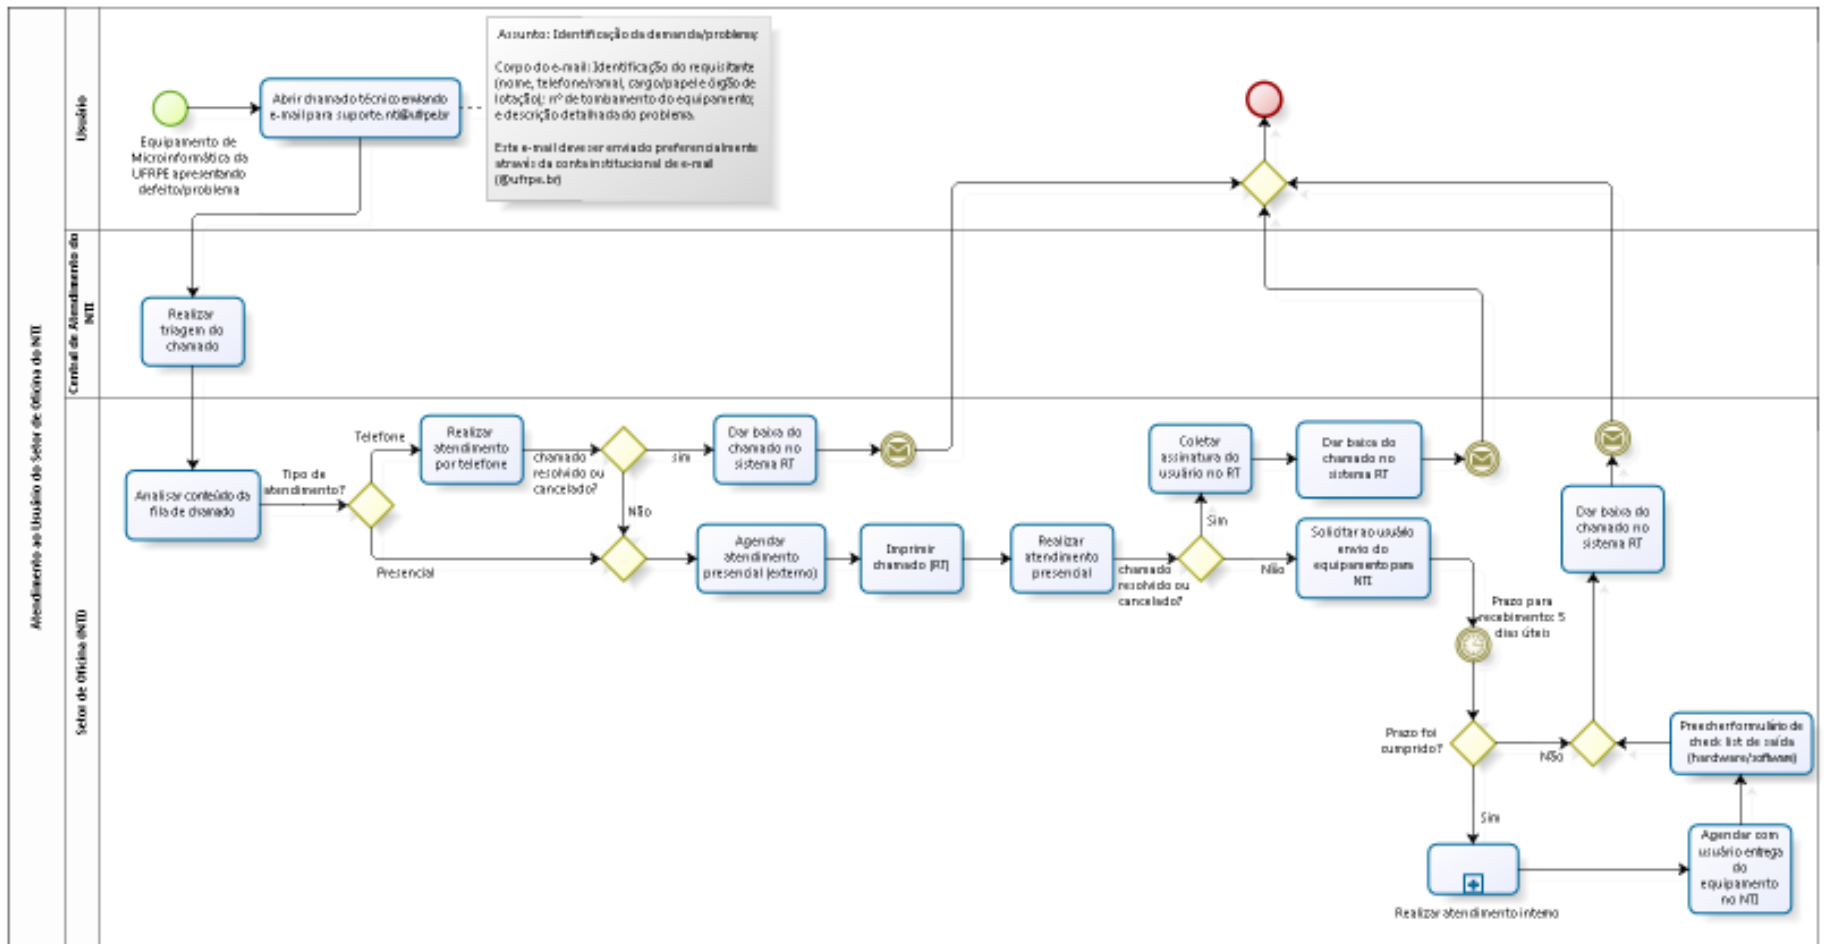 Atendimento ao Usuário do Setor de Oficina do NTI
Usuário
Equipamento de
Microinformática da
UFRPE apresentando
defeito/problema
Abrir chamado técnico enviando
e-mail para suporte.nti@ufrpe.br
Assunto: Identificação da demanda/problema;
Corpo do e-mail: Identificação do requisitante
(nome, telefone/ramal, cargo/papel e órgão de
lotação); nº de tombamento do equipamento;
e descrição detalhada do problema.
Este e-mail deve ser enviado preferencialmente
através da conta institucional de e-mail
(@ufrpe.br)
Central de Atendimento do
NTI
Realizar
triagem do
chamado
Setor de Oficina (NTI)
Analisar conteúdo da
fila de chamado
Tipo de
atendimento?
Telefone
Presencial
Realizar
atendimento
por telefone
chamado
resolvido ou
cancelado?
sim
Não
Dar baixa do
chamado no
sistema RT
Agendar
atendimento
presencial (externo)
Imprimir
chamado (RT)
Realizar
atendimento
presencial
chamado
resolvido ou
cancelado?
Sim
Não
Coletar
assinatura do
usuário no RT
Dar baixa do
chamado no
sistema RT
Solicitar ao usuário
envio do
equipamento para
NTI
Prazo para
recebimento: 5
dias úteis
Prazo foi
cumprido?
Não
Sim
Realizar atendimento interno
Agendar com
usuário entrega
do
equipamento
no NTI
Preecher formulário de
check list de saída
(hardware/software)
Dar baixa do
chamado no
sistema RT